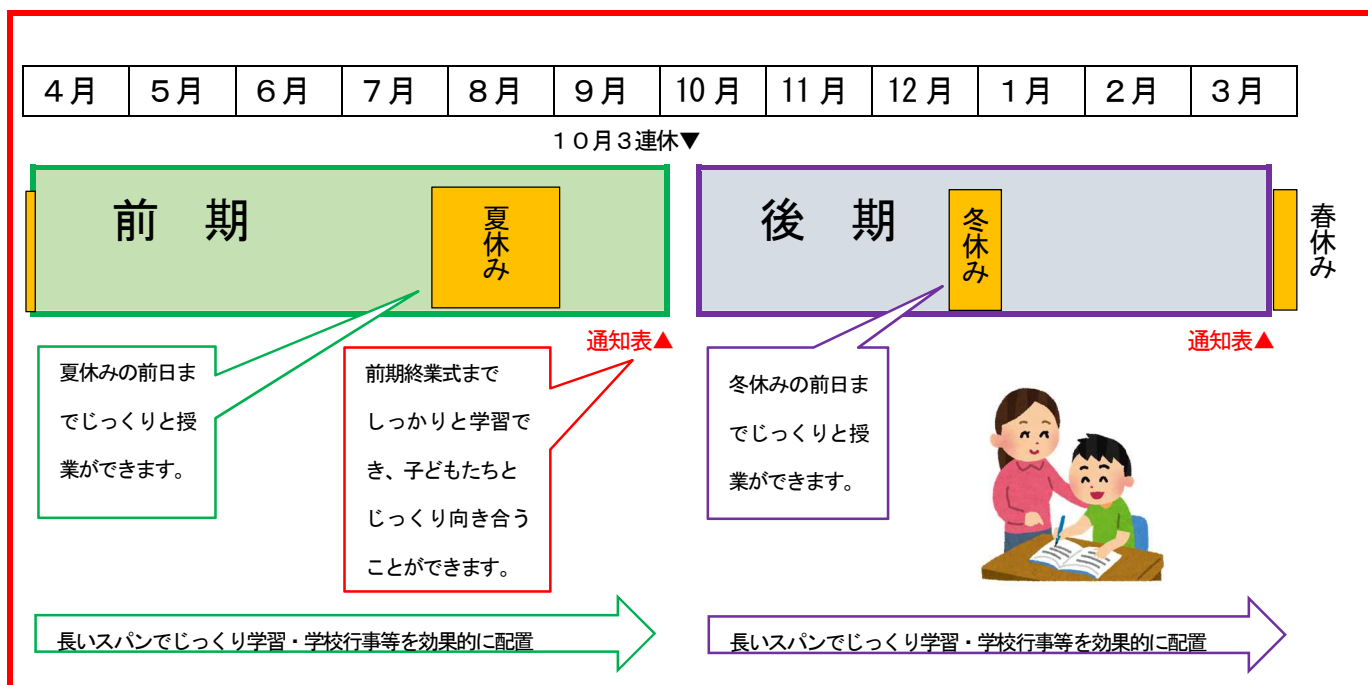 ４月 ５月 ６月 ７月 ８月 ９月 10月 11月 12月 １月 ２月 ３月
１０月３連休▼
前　期
夏休み
後　期
冬休み
春休み
通知表▲
通知表▲
夏休みの前日ま
でじっくりと授
業ができます。
前期終業式まで
しっかりと学習で
き、子どもたちと
じっくり向き合う
ことができます。
冬休みの前日ま
でじっくりと授
業ができます。
長いスパンでじっくり学習・学校行事等を効果的に配置
長いスパンでじっくり学習・学校行事等を効果的に配置